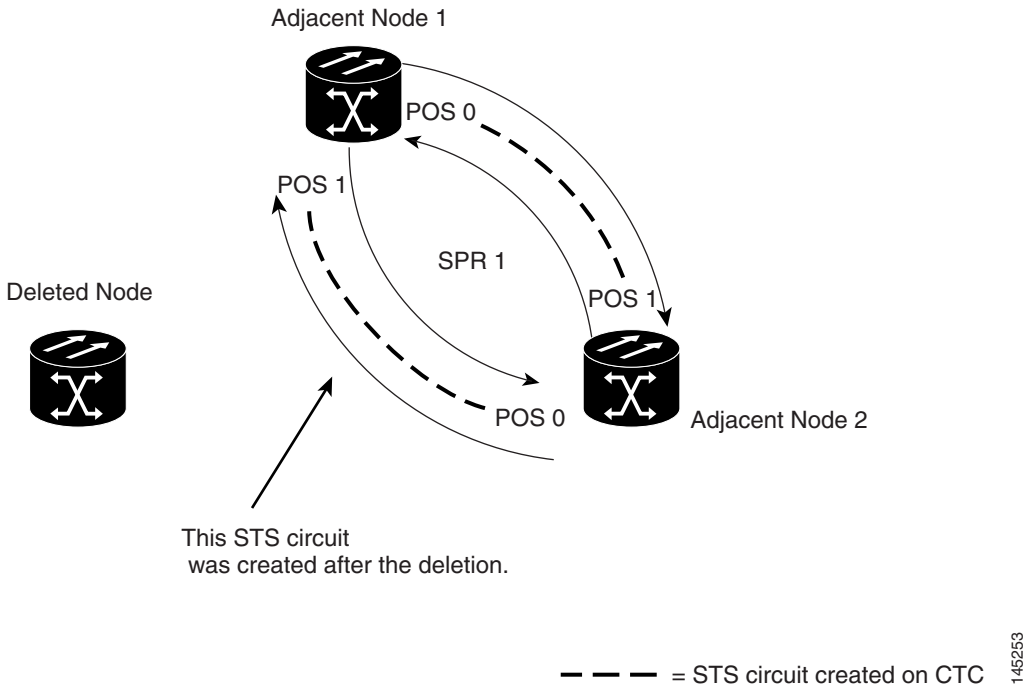 Adjacent Node 1
POS 0
POS 1
SPR 1
Deleted Node
POS 1
POS 0
Adjacent Node 2
This STS circuit
was created after the deletion.
= STS circuit created on CTC
145253